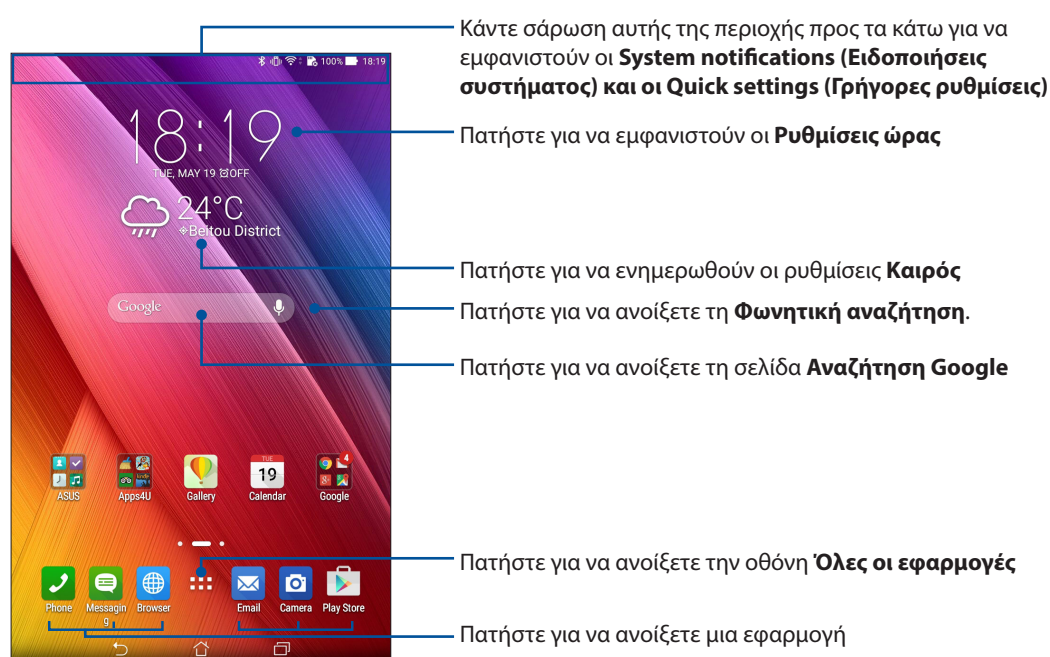 Κάντε σάρωση αυτής της περιοχής προς τα κάτω για να
εμφανιστούν οι System notifications (Ειδοποιήσεις
συστήματος) και οι Quick settings (Γρήγορες ρυθμίσεις)
100% 18:19
18:19
Πατήστε για να εμφανιστούν οι Ρυθμίσεις ώρας
TUE, MAY 19 OFF
24°C
Beitou District
Πατήστε για να ενημερωθούν οι ρυθμίσεις Καιρός
Google
Πατήστε για να ανοίξετε τη Φωνητική αναζήτηση.
Πατήστε για να ανοίξετε τη σελίδα Αναζήτηση Google
TUE
19
4
ASUS Apps4U Gallery Calendar Google
Πατήστε για να ανοίξετε την οθόνη Όλες οι εφαρμογές
Phone Messagin Browser Email Camera Play Store
g
Πατήστε για να ανοίξετε μια εφαρμογή